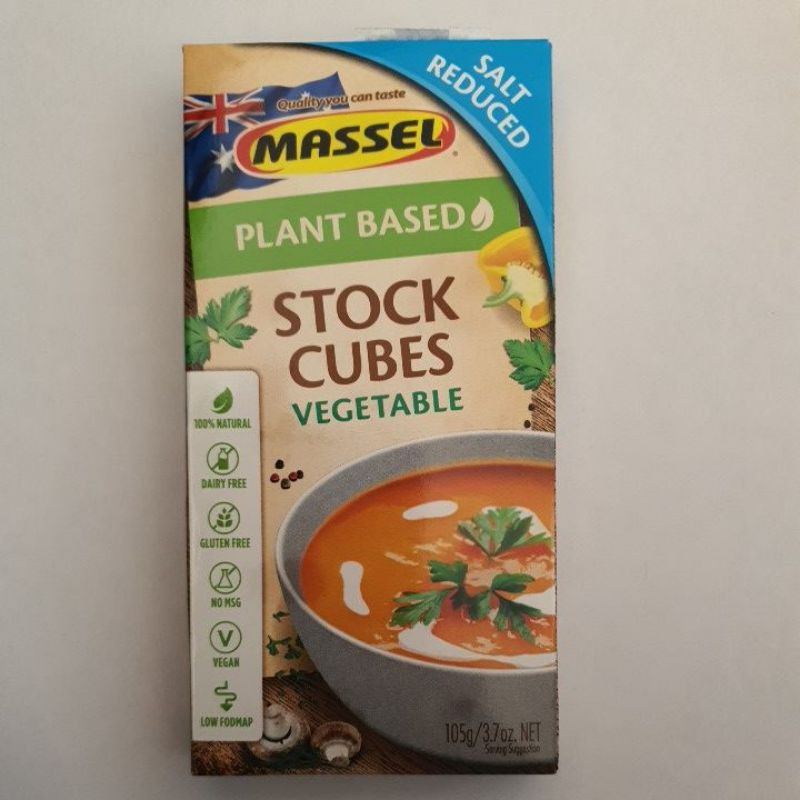 SALT
REDUCED
Quality you can taste
MASSEL
PLANT BASED
STOCK
CUBES
VEGETABLE
100% NATURAL
DAIRY FREE
GLUTEN FREE
NO MSG
V
VEGAN
LOW FODMAP
105g/3.7oz. NET
Serving Suggestion